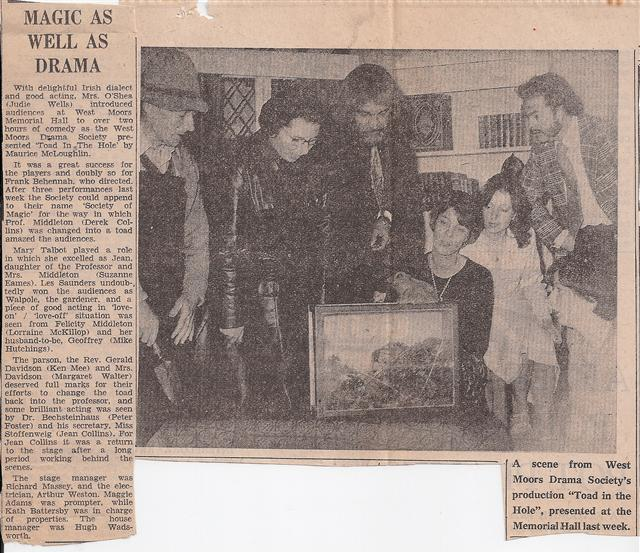 MAGIC AS
WELL AS
DRAMA
With delightful Irish dialect
and good acting, Mrs. O'Shea
(Judie Wells) introduced
audiences at West Moors
Memorial Hall to over two
hours of comedy as the West
Moors Drama Society pre-
sented 'Toad In The Hole' by
Maurice McLoughlin.
It was a great success for
the players and doubly so for
Frank Behennah, who directed.
After three performances last
week the Society could append
to their name 'Society of
Magic' for the way in which
Prof. Middleton (Derek Col-
lins) was changed into a toad
amazed the audiences.
Mary Talbot played a role
in which she excelled as Jean,
daughter of the Professor and
Mrs. Middleton (Suzanne
Eames). Les Saunders undoub-
tedly won the audiences as
Walpole, the gardener, and a
piece of good acting in 'love-
on' / 'love-off' situation was
seen from Felicity Middleton
(Lorraine McKillop) and her
husband-to-be, Geoffrey (Mike
Hutchings).
The parson, the Rev. Gerald
Davidson (Ken Mee) and Mrs.
Davidson (Margaret Walter)
deserved full marks for their
efforts to change the toad
back into the professor, and
some brilliant acting was seen
by Dr. Bechsteinhaus (Peter
Foster) and his secretary, Miss
Stoffenweig (Jean Collins). For
Jean Collins it was a return
to the stage after a long
period working behind the
scenes.
The stage manager was
Richard Massey, and the elec-
trician, Arthur Weston. Maggie
Adams was prompter, while
Kath Battersby was in charge
of properties. The house
manager was Hugh Wads-
worth.
A scene from West
Moors Drama Society's
production "Toad in the
Hole", presented at the
Memorial Hall last week.